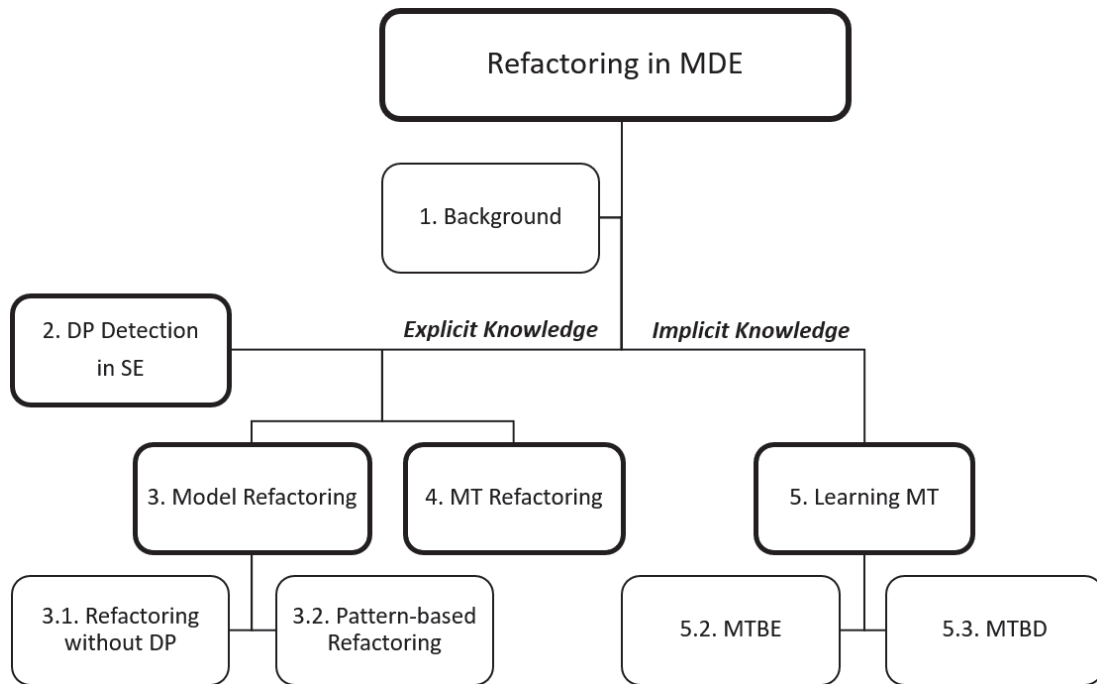 Refactoring in MDE
1. Background
Explicit Knowledge
Implicit Knowledge
2. DP Detection
in SE
3. Model Refactoring
4. MT Refactoring
5. Learning MT
3.1. Refactoring
without DP
3.2. Pattern-based
Refactoring
5.2. MTBE
5.3. MTBD